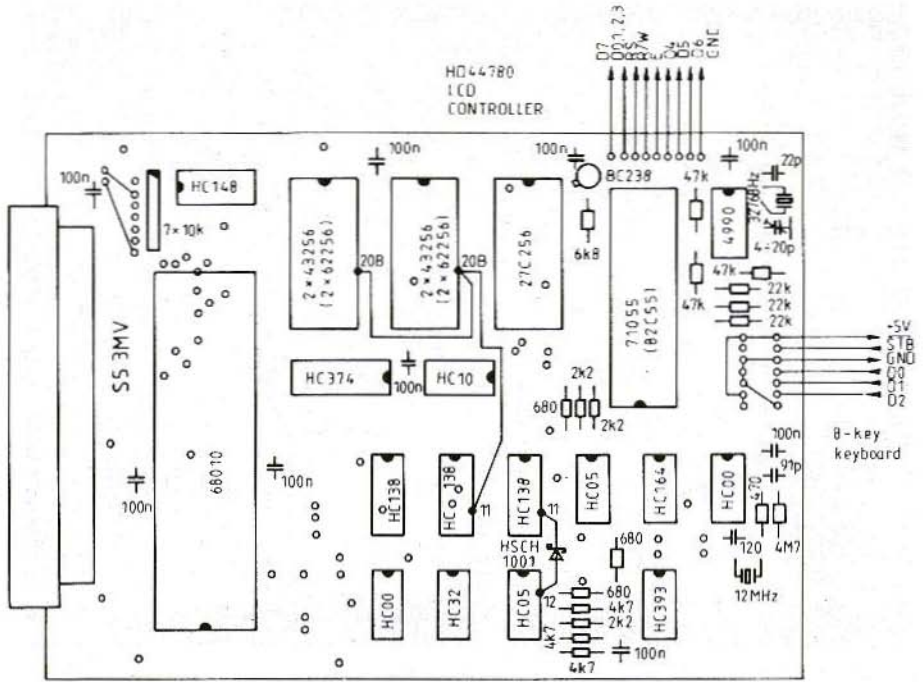 D7
D0,1,2,3
RS
R/W
E
D4
D5
D6
GND
HD44780
LCD
CONTROLLER
100n
HC148
7×10k
100n
100n
BC238
100n
22p
32768Hz
4-20p
47k
4990
6k8
2×43256
(2×62256)
20B
2×43256
(2×62256)
20B
27C256
71055
(82C55)
47k
47k
22k
22k
22k
S53MV
+5V
STB
GND
D0
D1
D2
HC374
100n
HC10
2k2
680
2k2
8-key
keyboard
68010
100n
100n
HC138
HC138
11
HC138
11
HC05
HC164
HC00
100n
91p
470
4M7
120
12MHz
HSCH
1001
680
HC00
HC32
HC05
12
680
4k7
2k2
4k7
4k7
100n
HC393